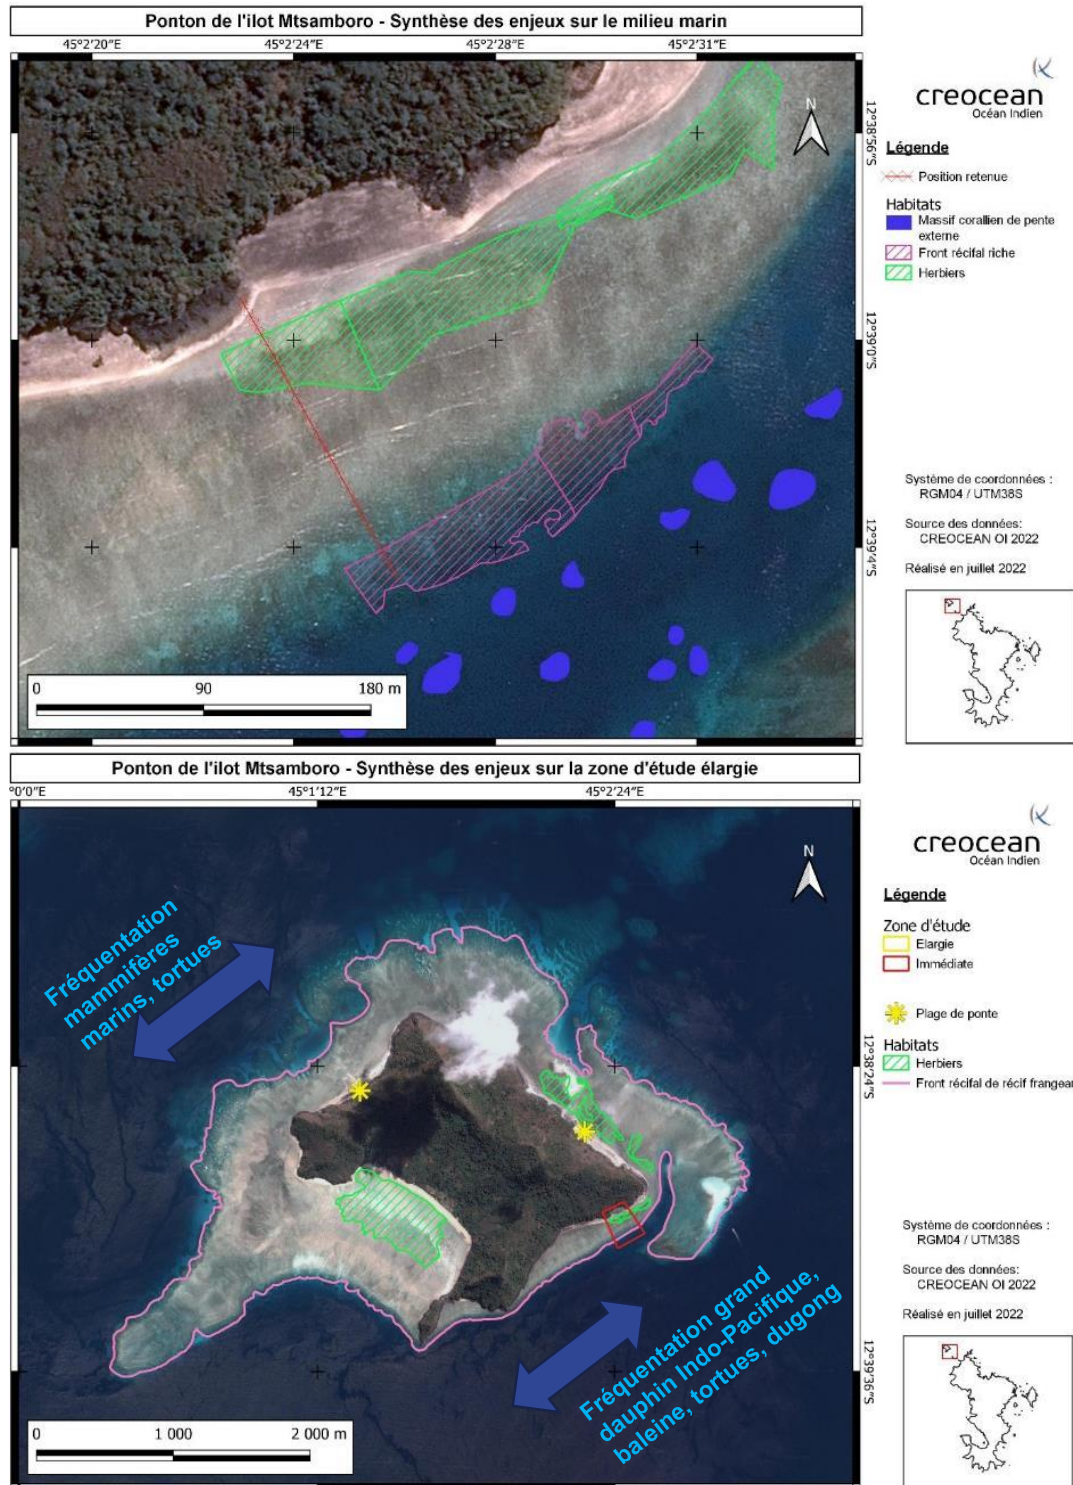 Ponton de l'ilot Mtsamboro - Synthèse des enjeux sur le milieu marin
45°2'20"E
45°2'24"E
45°2'28"E
45°2'31"E
N
12°38'56"S
12°39'0"S
12°39'4"S
0
90
180 m
creocean
Océan Indien
Légende
Position retenue
Habitats
Massif corallien de pente
externe
Front récifal riche
Herbiers
Système de coordonnées :
RGM04 / UTM38S
Source des données:
CREOCEAN OI 2022
Réalisé en juillet 2022
Ponton de l'ilot Mtsamboro - Synthèse des enjeux sur la zone d'étude élargie
°0'0"E
45°1'12"E
45°2'24"E
N
Fréquentation
mammifères
marins, tortues
12°38'24"S
12°39'36"S
Fréquentation grand
dauphin Indo-Pacifique,
baleine, tortues, dugong
0
1 000
2 000 m
creocean
Océan Indien
Légende
Zone d'étude
Elargie
Immédiate
Plage de ponte
Habitats
Herbiers
Front récifal de récif frangean
Système de coordonnées :
RGM04 / UTM38S
Source des données:
CREOCEAN OI 2022
Réalisé en juillet 2022